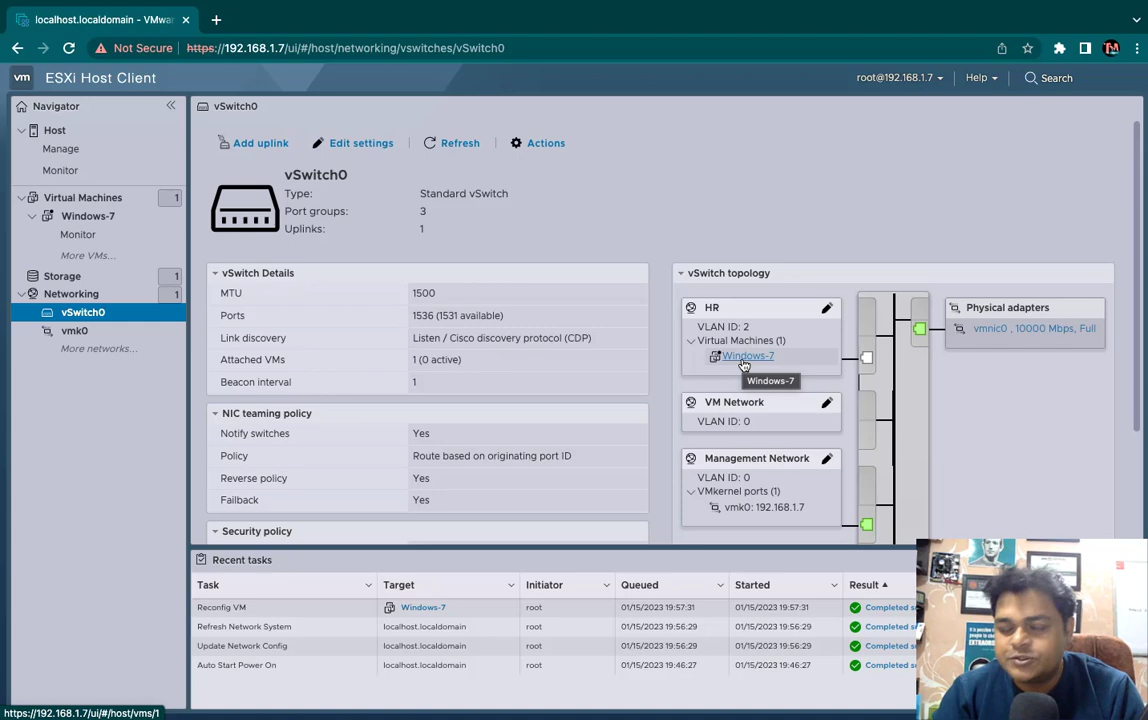 localhost.localdomain - VMwa
Not Secure https://192.168.1.7/ui/#/host/networking/vswitches/vSwitch0
vm ESXi Host Client root@192.168.1.7 Help Search
Navigator
Host
Manage
Monitor
Virtual Machines 1
Windows-7
Monitor
More VMs...
Storage 1
Networking 1
vSwitch0
vmk0
More networks...
vSwitch0
Add uplink Edit settings Refresh Actions
vSwitch0
Type: Standard vSwitch
Port groups: 3
Uplinks: 1
vSwitch Details
MTU 1500
Ports 1536 (1531 available)
Link discovery Listen / Cisco discovery protocol (CDP)
Attached VMs 1 (0 active)
Beacon interval 1
NIC teaming policy
Notify switches Yes
Policy Route based on originating port ID
Reverse policy Yes
Failback Yes
Security policy
vSwitch topology
HR
VLAN ID: 2
Virtual Machines (1)
Windows-7
Windows-7
VM Network
VLAN ID: 0
Management Network
VLAN ID: 0
VMkernel ports (1)
vmk0: 192.168.1.7
Physical adapters
vmnic0 , 10000 Mbps, Full
Recent tasks
Task Target Initiator Queued Started Result
Reconfig VM Windows-7 root 01/15/2023 19:57:31 01/15/2023 19:57:31 Completed s
Refresh Network System localhost.localdomain root 01/15/2023 19:56:29 01/15/2023 19:56:29 Completed s
Update Network Config localhost.localdomain root 01/15/2023 19:56:29 01/15/2023 19:56:29 Completed s
Auto Start Power On localhost.localdomain root 01/15/2023 19:46:27 01/15/2023 19:46:27 Completed s
https://192.168.1.7/ui/#/host/vms/1